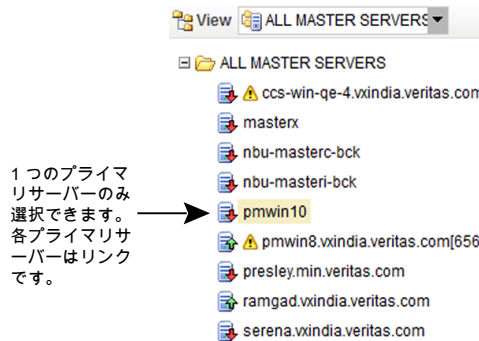 View ALL MASTER SERVERS
ALL MASTER SERVERS
ccs-win-qe-4.vxindia.veritas.com
masterx
nbu-masterc-bck
nbu-masteri-bck
1 つのプライマ
リサーバーのみ
選択できます。
各プライマリサ
ーバーはリンク
です。
pmwin10
pmwin8.vxindia.veritas.com[656
presley.min.veritas.com
ramgad.vxindia.veritas.com
serena.vxindia.veritas.com